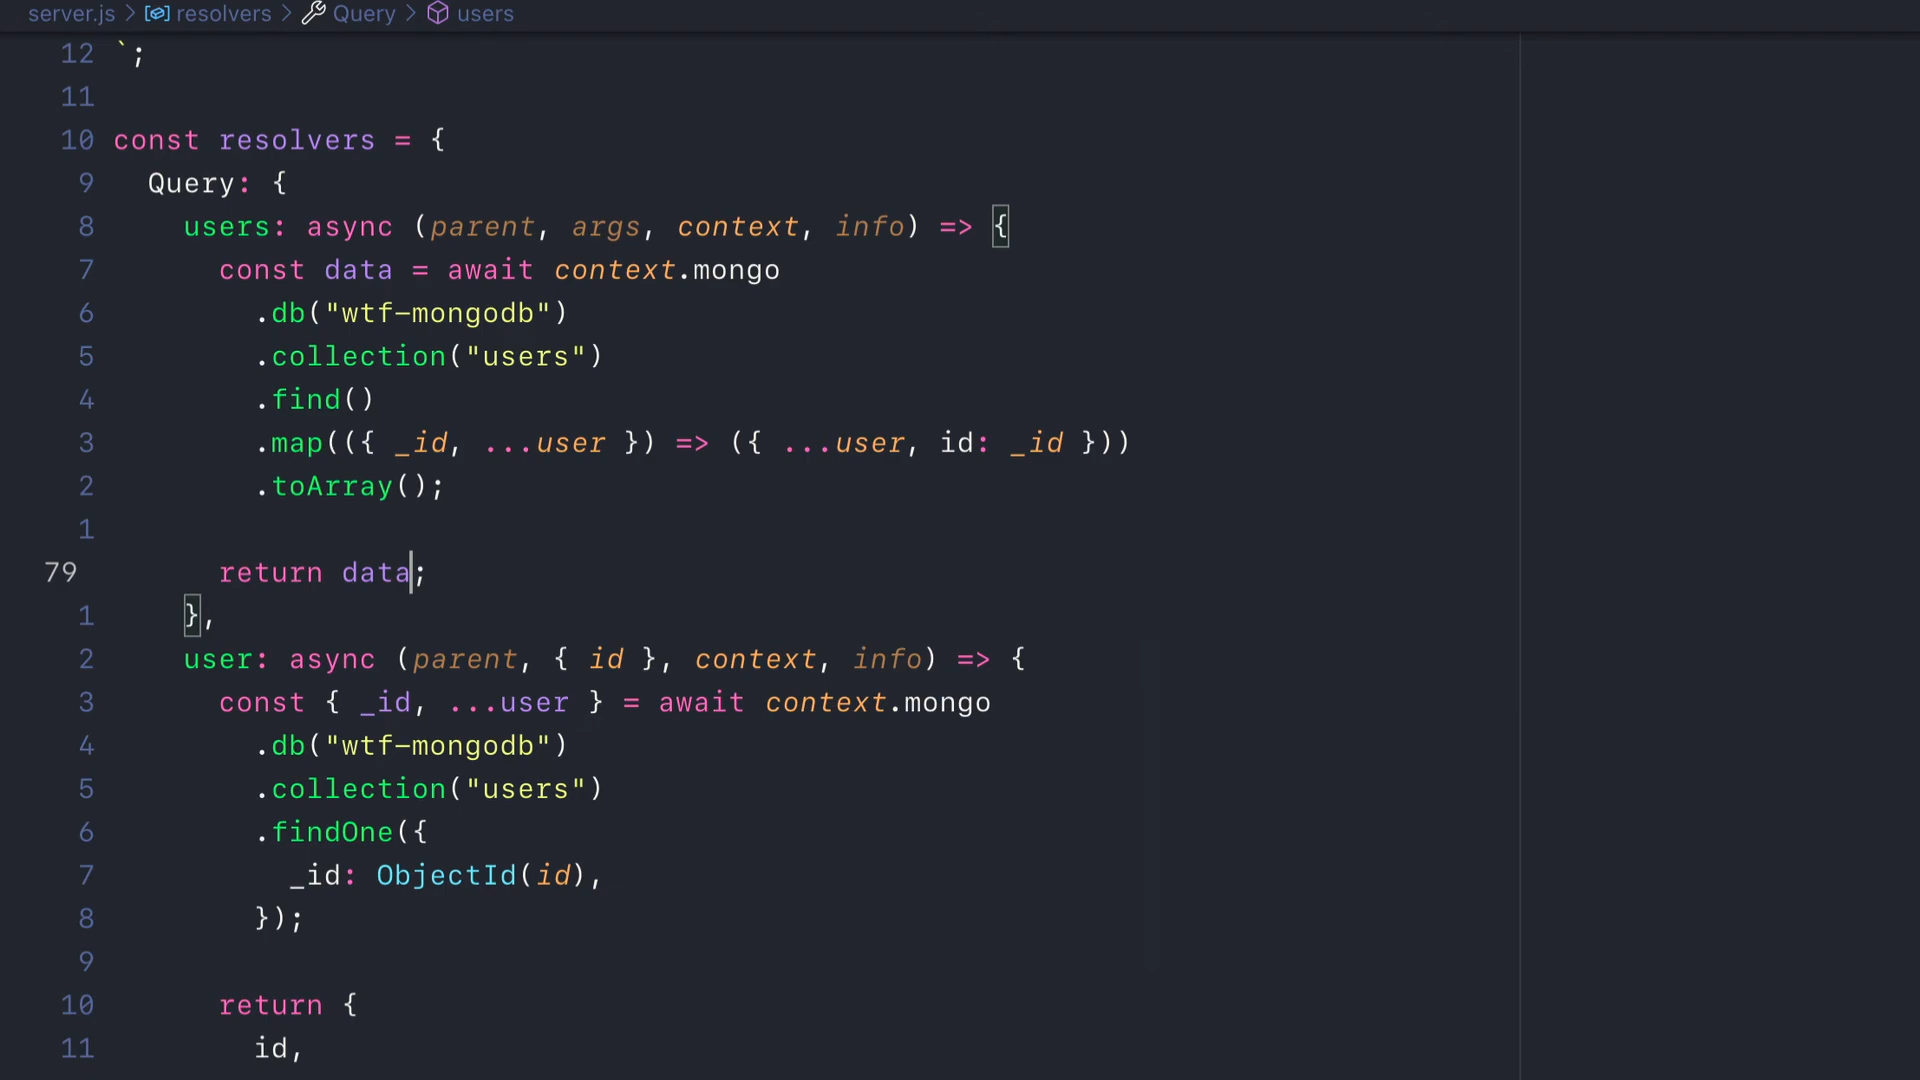 server.js > resolvers > Query > users
12 `;
11
10 const resolvers = {
9 Query: {
8 users: async (parent, args, context, info) => {
7 const data = await context.mongo
6 .db("wtf-mongodb")
5 .collection("users")
4 .find()
3 .map(({ _id, ...user }) => ({ ...user, id: _id }))
2 .toArray();
1
79 return data;
1 },
2 user: async (parent, { id }, context, info) => {
3 const { _id, ...user } = await context.mongo
4 .db("wtf-mongodb")
5 .collection("users")
6 .findOne({
7 _id: ObjectId(id),
8 });
9
10 return {
11 id,